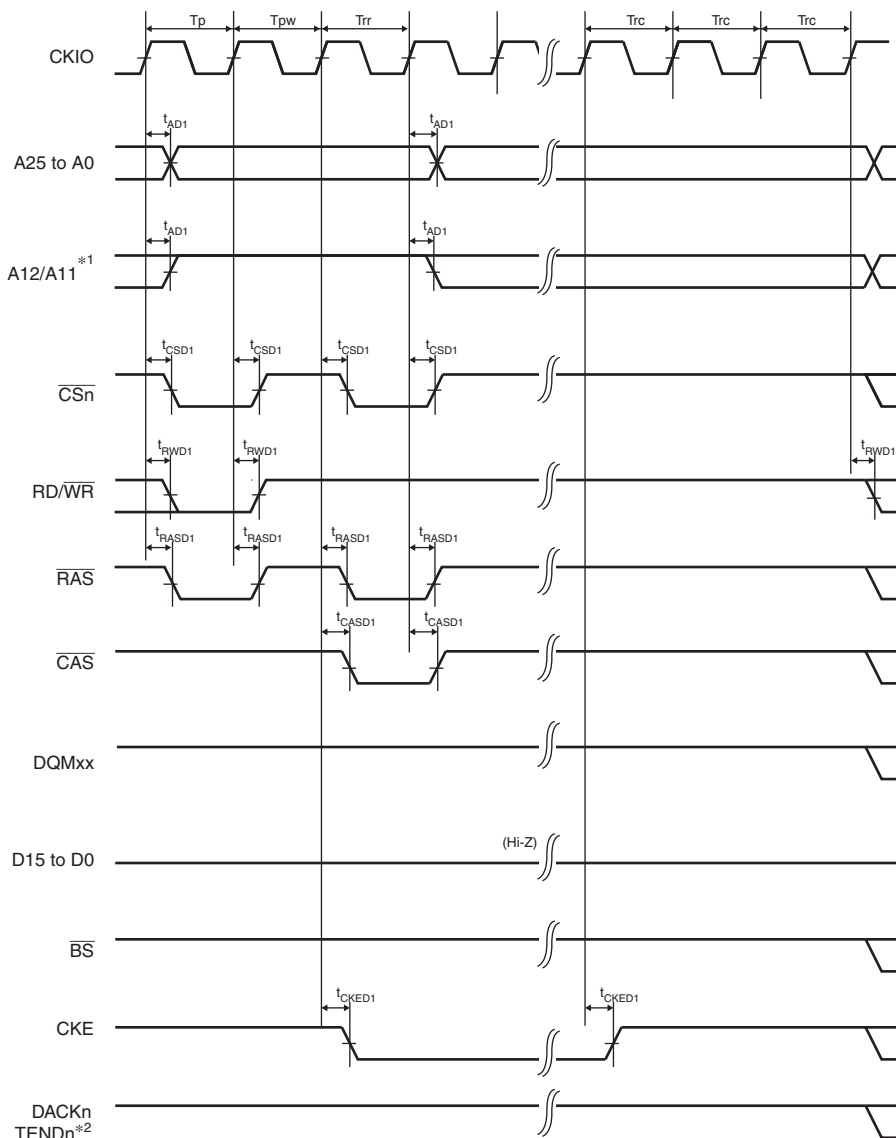 Tp Tpw Trr Trc Trc Trc
CKIO
tAD1 tAD1
A25 to A0
tAD1 tAD1
A12/A11*1
tCSD1 tCSD1 tCSD1 tCSD1
CSn
tRWD1 tRWD1 tRWD1
RD/WR
tRASD1 tRASD1 tRASD1 tRASD1
RAS
tCASD1 tCASD1
CAS
DQMxx
(Hi-Z)
D15 to D0
BS
tCKED1 tCKED1
CKE
DACKn
TENDn*2